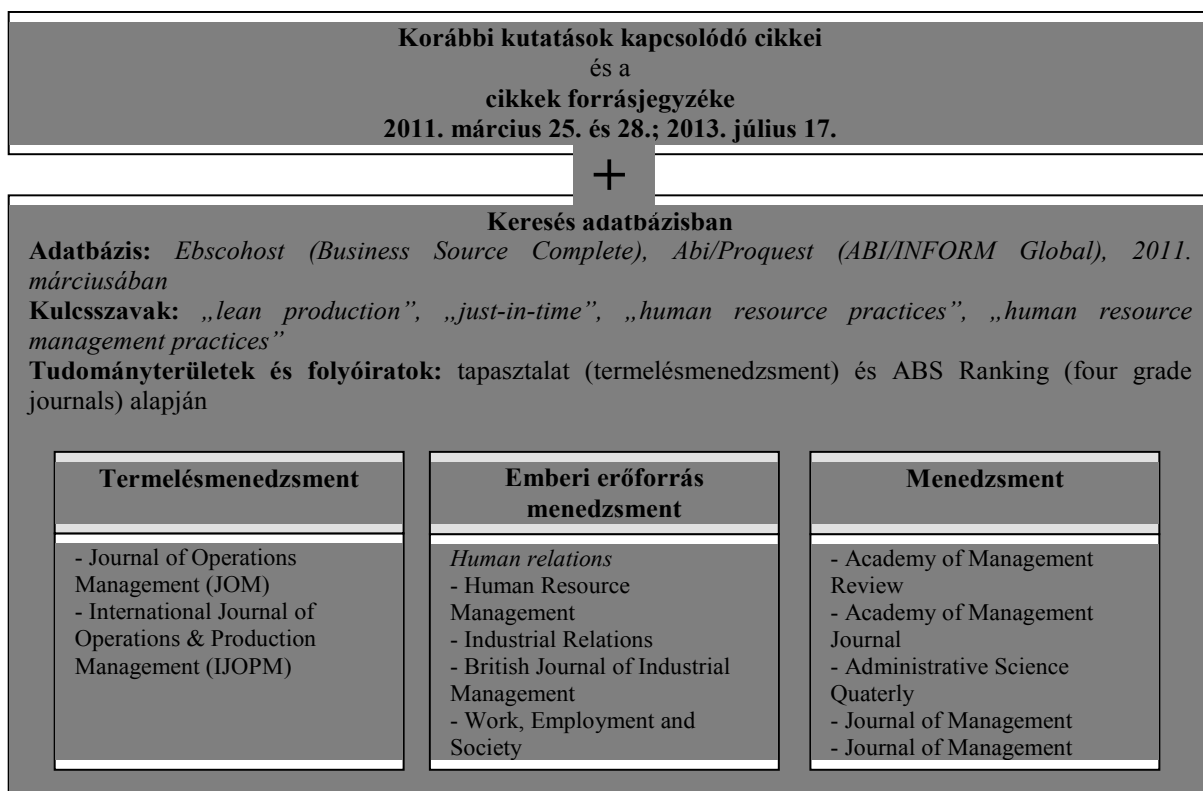 Korábbi kutatások kapcsolódó cikkei
és a
cikkek forrásjegyzéke
2011. március 25. és 28.; 2013. július 17.
+
Keresés adatbázisban
Adatbázis: Ebscohost (Business Source Complete), Abi/Proquest (ABI/INFORM Global), 2011.
márciusában
Kulcsszavak: „lean production”, „just-in-time”, „human resource practices”, „human resource
management practices”
Tudományterületek és folyóiratok: tapasztalat (termelésmenedzsment) és ABS Ranking (four grade
journals) alapján
Termelésmenedzsment
- Journal of Operations
Management (JOM)
- International Journal of
Operations & Production
Management (IJOPM)
Emberi erőforrás
menedzsment
Human relations
- Human Resource
Management
- Industrial Relations
- British Journal of Industrial
Management
- Work, Employment and
Society
Menedzsment
- Academy of Management
Review
- Academy of Management
Journal
- Administrative Science
Quaterly
- Journal of Management
- Journal of Management